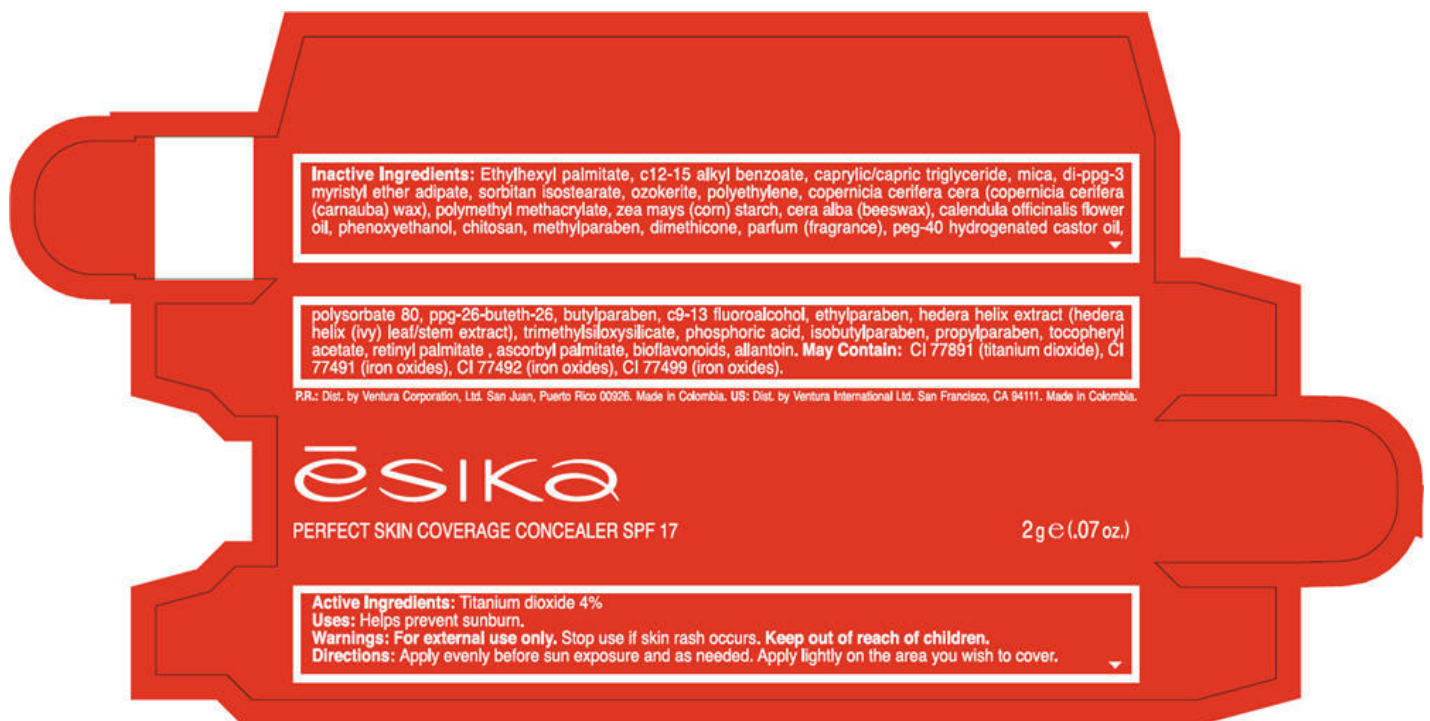 Inactive Ingredients: Ethylhexyl palmitate, c12-15 alkyl benzoate, caprylic/capric triglyceride, mica, di-ppg-3
myristyl ether adipate, sorbitan isostearate, ozokerite, polyethylene, copernicia cerifera cera (copernicia cerifera
(carnauba) wax), polymethyl methacrylate, zea mays (corn) starch, cera alba (beeswax), calendula officinalis flower
oil, phenoxyethanol, chitosan, methylparaben, dimethicone, parfum (fragrance), peg-40 hydrogenated castor oil,
polysorbate 80, ppg-26-buteth-26, butylparaben, c9-13 fluoroalcohol, ethylparaben, hedera helix extract (hedera
helix (ivy) leaf/stem extract), trimethylsiloxysilicate, phosphoric acid, isobutylparaben, propylparaben, tocopheryl
acetate, retinyl palmitate , ascorbyl palmitate, bioflavonoids, allantoin. May Contain: CI 77891 (titanium dioxide), CI
77491 (iron oxides), CI 77492 (iron oxides), CI 77499 (iron oxides).
P.R.: Dist. by Ventura Corporation, Ltd. San Juan, Puerto Rico 00926. Made in Colombia. US: Dist. by Ventura International Ltd. San Francisco, CA 94111. Made in Colombia.
ēsika
PERFECT SKIN COVERAGE CONCEALER SPF 17 2 g ℮ (.07 oz.)
Active Ingredients: Titanium dioxide 4%
Uses: Helps prevent sunburn.
Warnings: For external use only. Stop use if skin rash occurs. Keep out of reach of children.
Directions: Apply evenly before sun exposure and as needed. Apply lightly on the area you wish to cover.